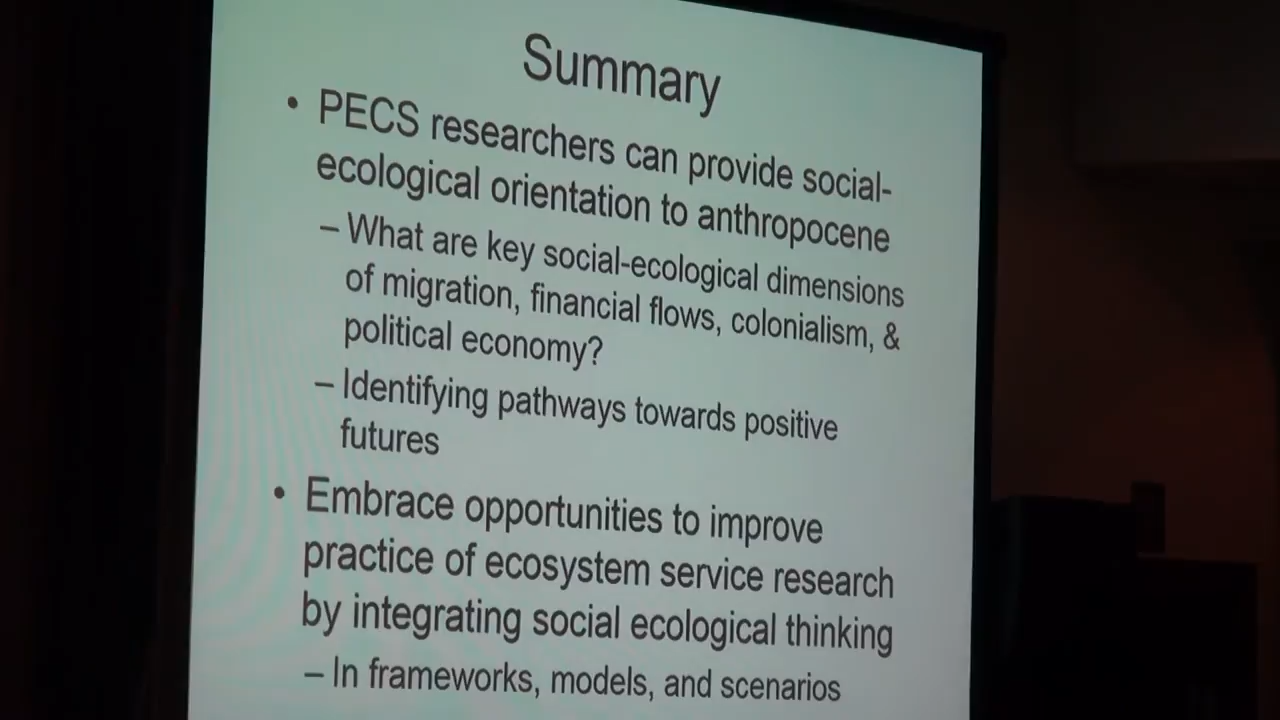 Summary
• PECS researchers can provide social-
ecological orientation to anthropocene
– What are key social-ecological dimensions
of migration, financial flows, colonialism, &
political economy?
– Identifying pathways towards positive
futures
• Embrace opportunities to improve
practice of ecosystem service research
by integrating social ecological thinking
– In frameworks, models, and scenarios